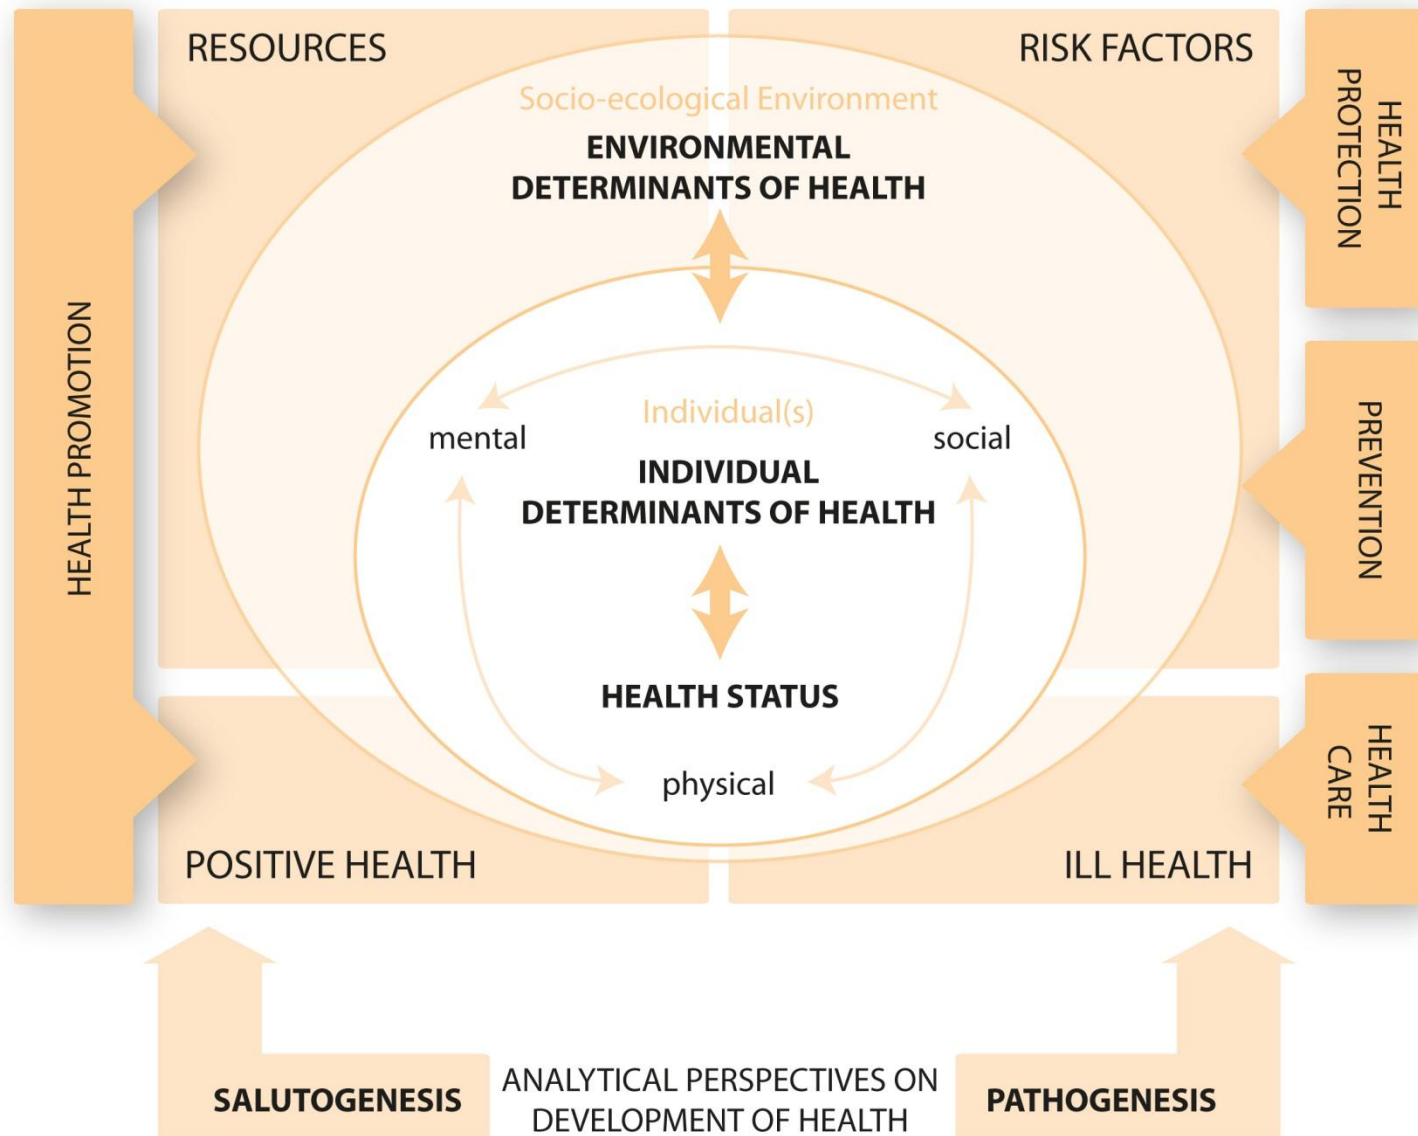 RESOURCES
RISK FACTORS
Socio-ecological Environment
ENVIRONMENTAL
DETERMINANTS OF HEALTH
HEALTH
PROTECTION
HEALTH PROMOTION
Individual(s)
mental
social
INDIVIDUAL
DETERMINANTS OF HEALTH
PREVENTION
HEALTH STATUS
physical
HEALTH
CARE
POSITIVE HEALTH
ILL HEALTH
SALUTOGENESIS
ANALYTICAL PERSPECTIVES ON
DEVELOPMENT OF HEALTH
PATHOGENESIS